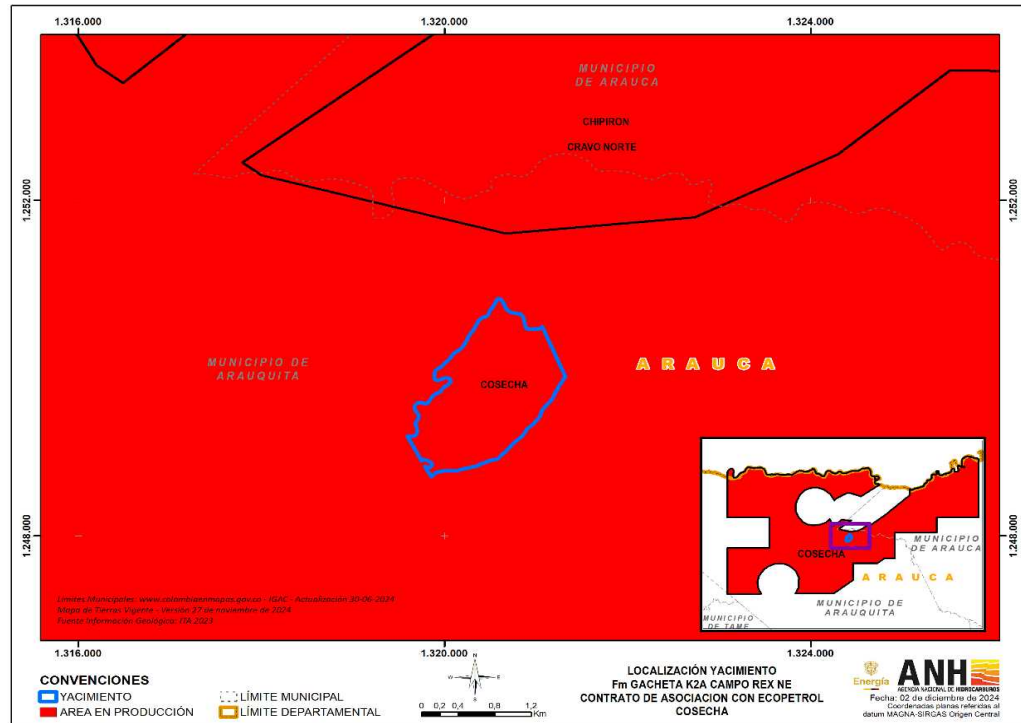 1.316.000
1.320.000
1.324.000
MUNICIPIO
DE ARAUCA
CHIPIRON
CRAVO NORTE
1.252.000
1.252.000
MUNICIPIO DE
ARAUQUITA
ARAUCA
COSECHA
1.248.000
1.248.000
COSECHA
MUNICIPIO
DE ARAUCA
ARAUCA
MUNICIPIO DE
ARAUQUITA
MUNICIPIO
DE TAME
Límites Municipales: www.colombiaenmapas.gov.co - IGAC - Actualización 30-06-2024
Mapa de Tierras Vigente - Versión 27 de noviembre de 2024
Fuente Información Geológica: ITA 2023
1.316.000
1.320.000
1.324.000
CONVENCIONES
YACIMIENTO
AREA EN PRODUCCIÓN
LÍMITE MUNICIPAL
LÍMITE DEPARTAMENTAL
N
W
E
S
0 0,2 0,4 0,8 1,2
Km
LOCALIZACIÓN YACIMIENTO
Fm GACHETA K2A CAMPO REX NE
CONTRATO DE ASOCIACION CON ECOPETROL
COSECHA
Energía
ANH
AGENCIA NACIONAL DE HIDROCARBUROS
Fecha: 02 de diciembre de 2024
Coordenadas planas referidas al
datum MAGNA-SIRGAS Origen Central